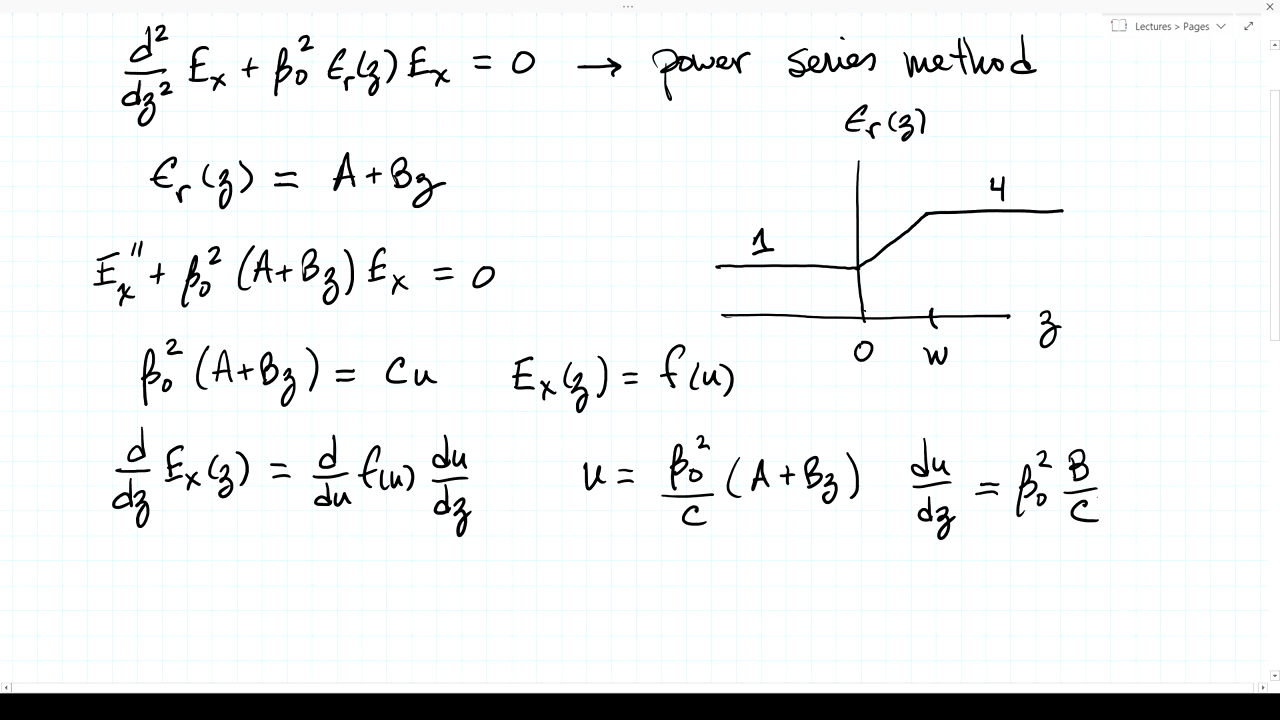 Lectures > Pages
d²/dz² Eₓ + β₀² ϵᵣ(z) Eₓ = 0 → power series method
ϵᵣ(z)
ϵᵣ(z) = A+Bz
4
1
Eₓ'' + β₀² (A+Bz) Eₓ = 0
z
0 w
β₀² (A+Bz) = Cu Eₓ(z) = f(u)
d/dz Eₓ(z) = d/du f(u) du/dz u = β₀²/C (A+Bz) du/dz = β₀² B/C